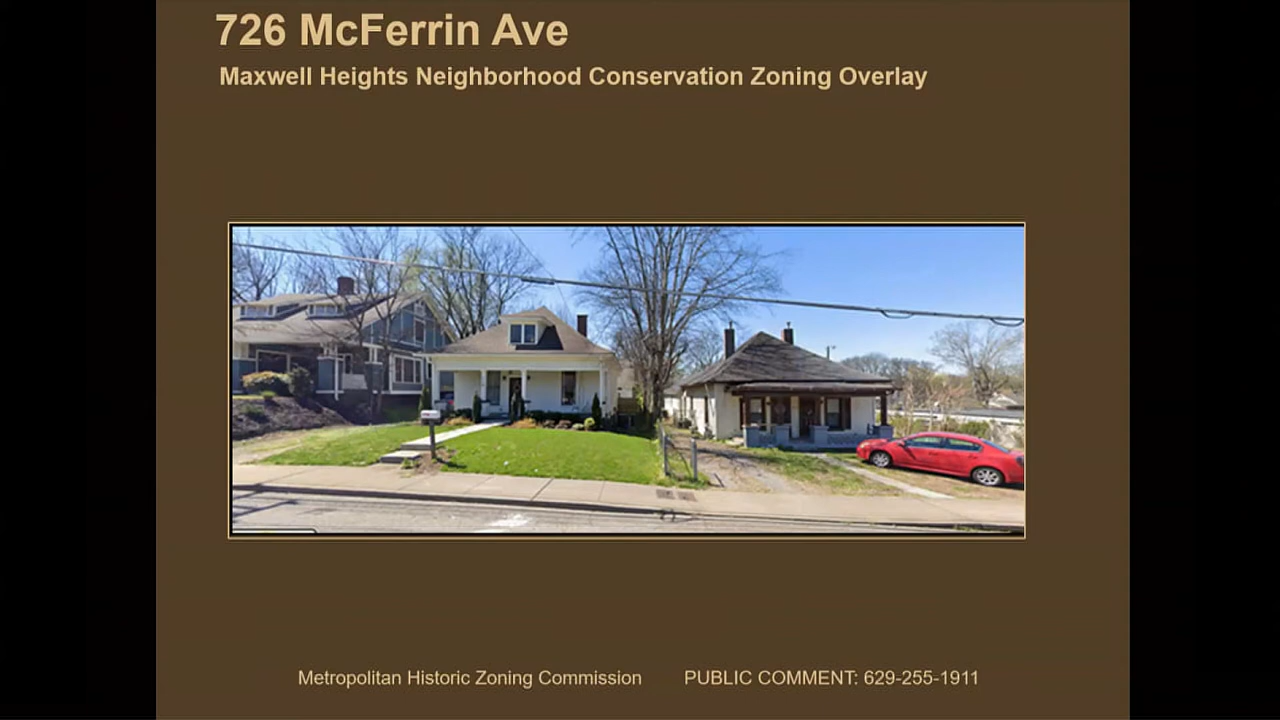 726 McFerrin Ave
Maxwell Heights Neighborhood Conservation Zoning Overlay
Metropolitan Historic Zoning Commission PUBLIC COMMENT: 629-255-1911